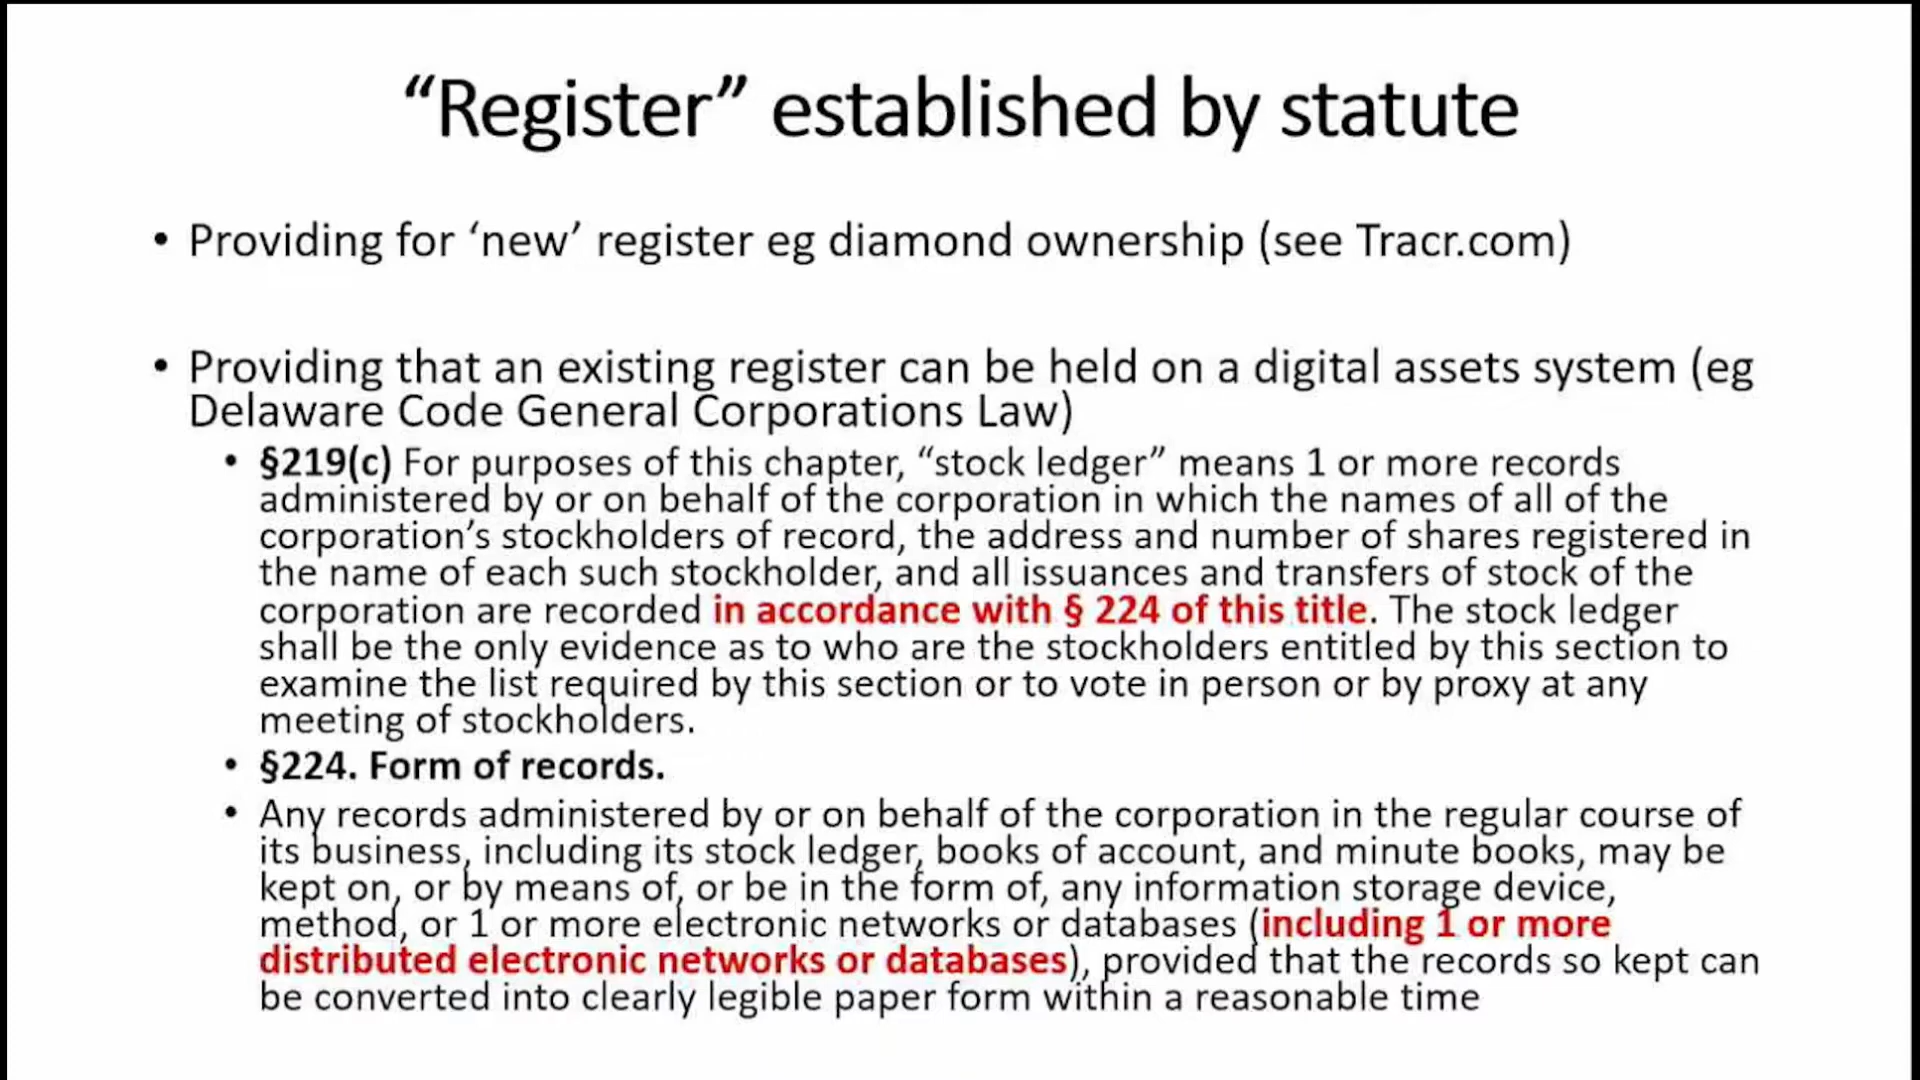 “Register” established by statute
• Providing for ‘new’ register eg diamond ownership (see Tracr.com)
• Providing that an existing register can be held on a digital assets system (eg
Delaware Code General Corporations Law)
• §219(c) For purposes of this chapter, “stock ledger” means 1 or more records
administered by or on behalf of the corporation in which the names of all of the
corporation’s stockholders of record, the address and number of shares registered in
the name of each such stockholder, and all issuances and transfers of stock of the
corporation are recorded in accordance with § 224 of this title. The stock ledger
shall be the only evidence as to who are the stockholders entitled by this section to
examine the list required by this section or to vote in person or by proxy at any
meeting of stockholders.
• §224. Form of records.
• Any records administered by or on behalf of the corporation in the regular course of
its business, including its stock ledger, books of account, and minute books, may be
kept on, or by means of, or be in the form of, any information storage device,
method, or 1 or more electronic networks or databases (including 1 or more
distributed electronic networks or databases), provided that the records so kept can
be converted into clearly legible paper form within a reasonable time